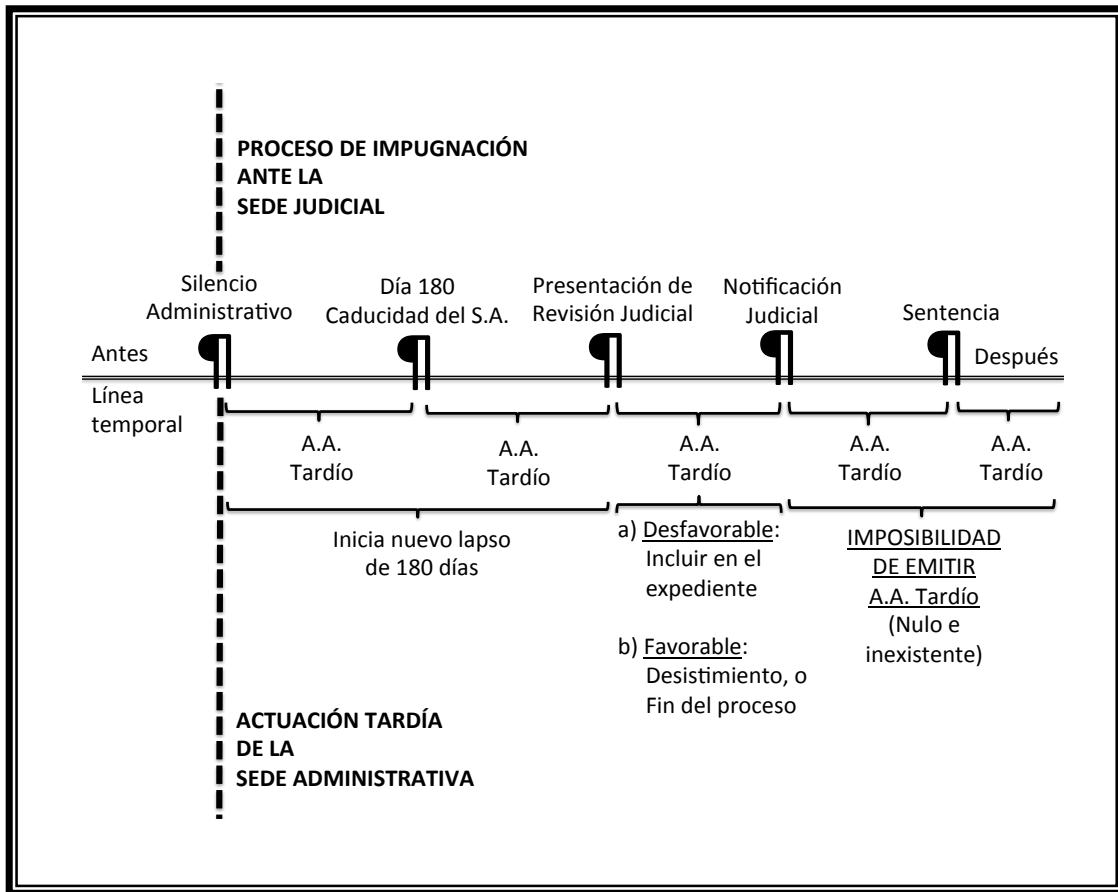 PROCESO DE IMPUGNACIÓN
ANTE LA
SEDE JUDICIAL
Silencio
Administrativo
Día 180
Caducidad del S.A.
Presentación de
Revisión Judicial
Notificación
Judicial
Sentencia
Antes
Después
Línea
temporal
A.A.
Tardío
A.A.
Tardío
A.A.
Tardío
A.A.
Tardío
A.A.
Tardío
Inicia nuevo lapso
de 180 días
a) Desfavorable:
Incluir en el
expediente
b) Favorable:
Desistimiento, o
Fin del proceso
IMPOSIBILIDAD
DE EMITIR
A.A. Tardío
(Nulo e
inexistente)
ACTUACIÓN TARDÍA
DE LA
SEDE ADMINISTRATIVA